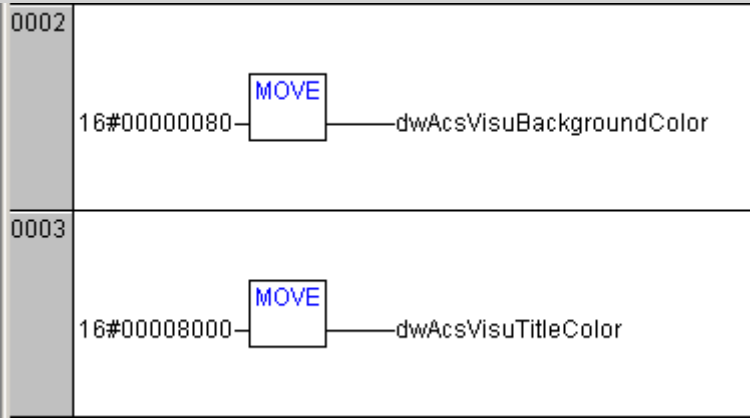 0002
MOVE
16#00000080
dwAcsVisuBackgroundColor
0003
MOVE
16#00008000
dwAcsVisuTitleColor